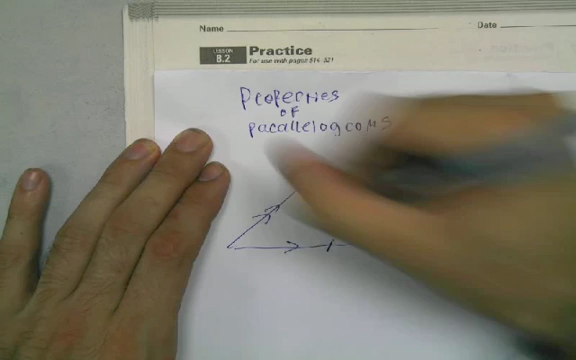 Name
Date
LESSON
8.2
Practice
For use with pages 514–521
Properties
of
parallelograms